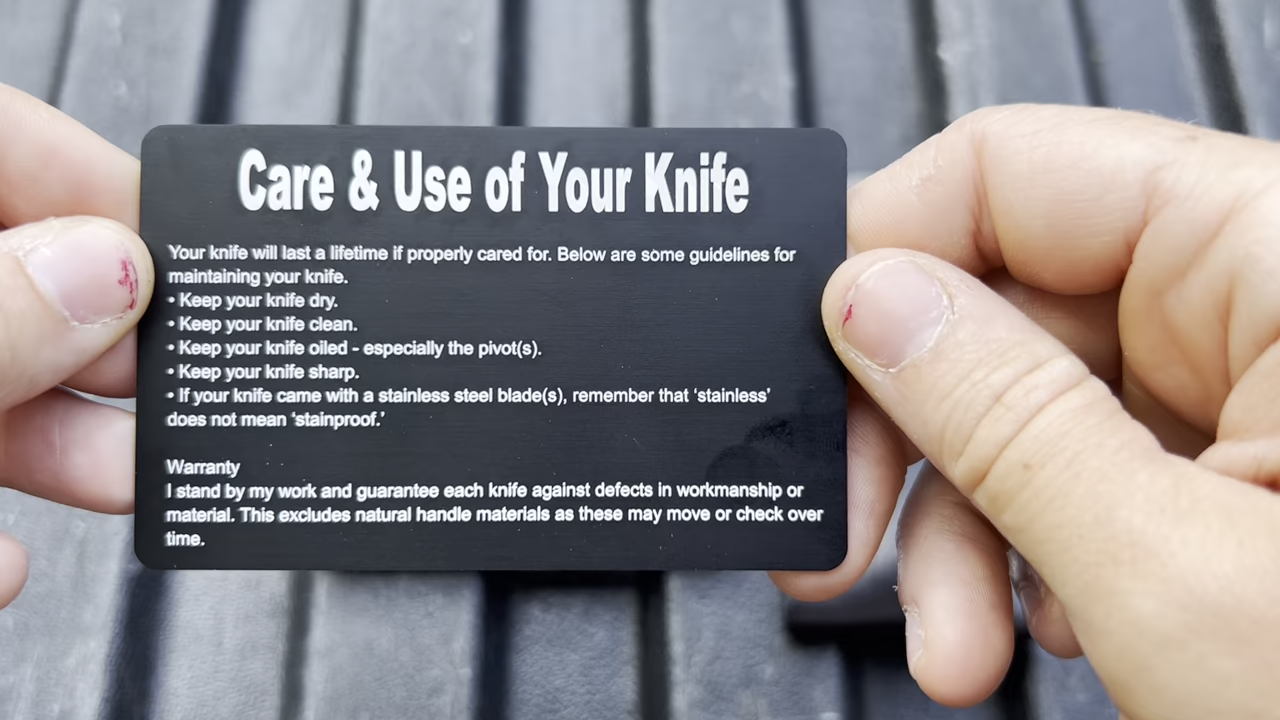 Care & Use of Your Knife
Your knife will last a lifetime if properly cared for. Below are some guidelines for
maintaining your knife.
• Keep your knife dry.
• Keep your knife clean.
• Keep your knife oiled - especially the pivot(s).
• Keep your knife sharp.
• If your knife came with a stainless steel blade(s), remember that ‘stainless’
does not mean ‘stainproof.’
Warranty
I stand by my work and guarantee each knife against defects in workmanship or
material. This excludes natural handle materials as these may move or check over
time.